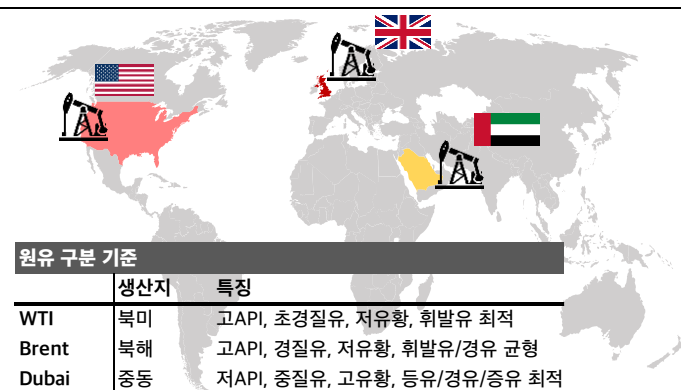 원유 구분 기준
생산지 특징
WTI 북미 고API, 초경질유, 저유황, 휘발유 최적
Brent 북해 고API, 경질유, 저유황, 휘발유/경유 균형
Dubai 중동 저API, 중질유, 고유황, 등유/경유/중유 최적